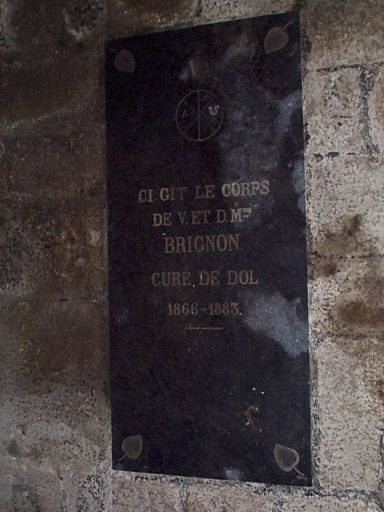 CI GIT LE CORPS
DE V. ET D. Mre
BRIGNON
CURÉ, DE DOL
1866-1883.